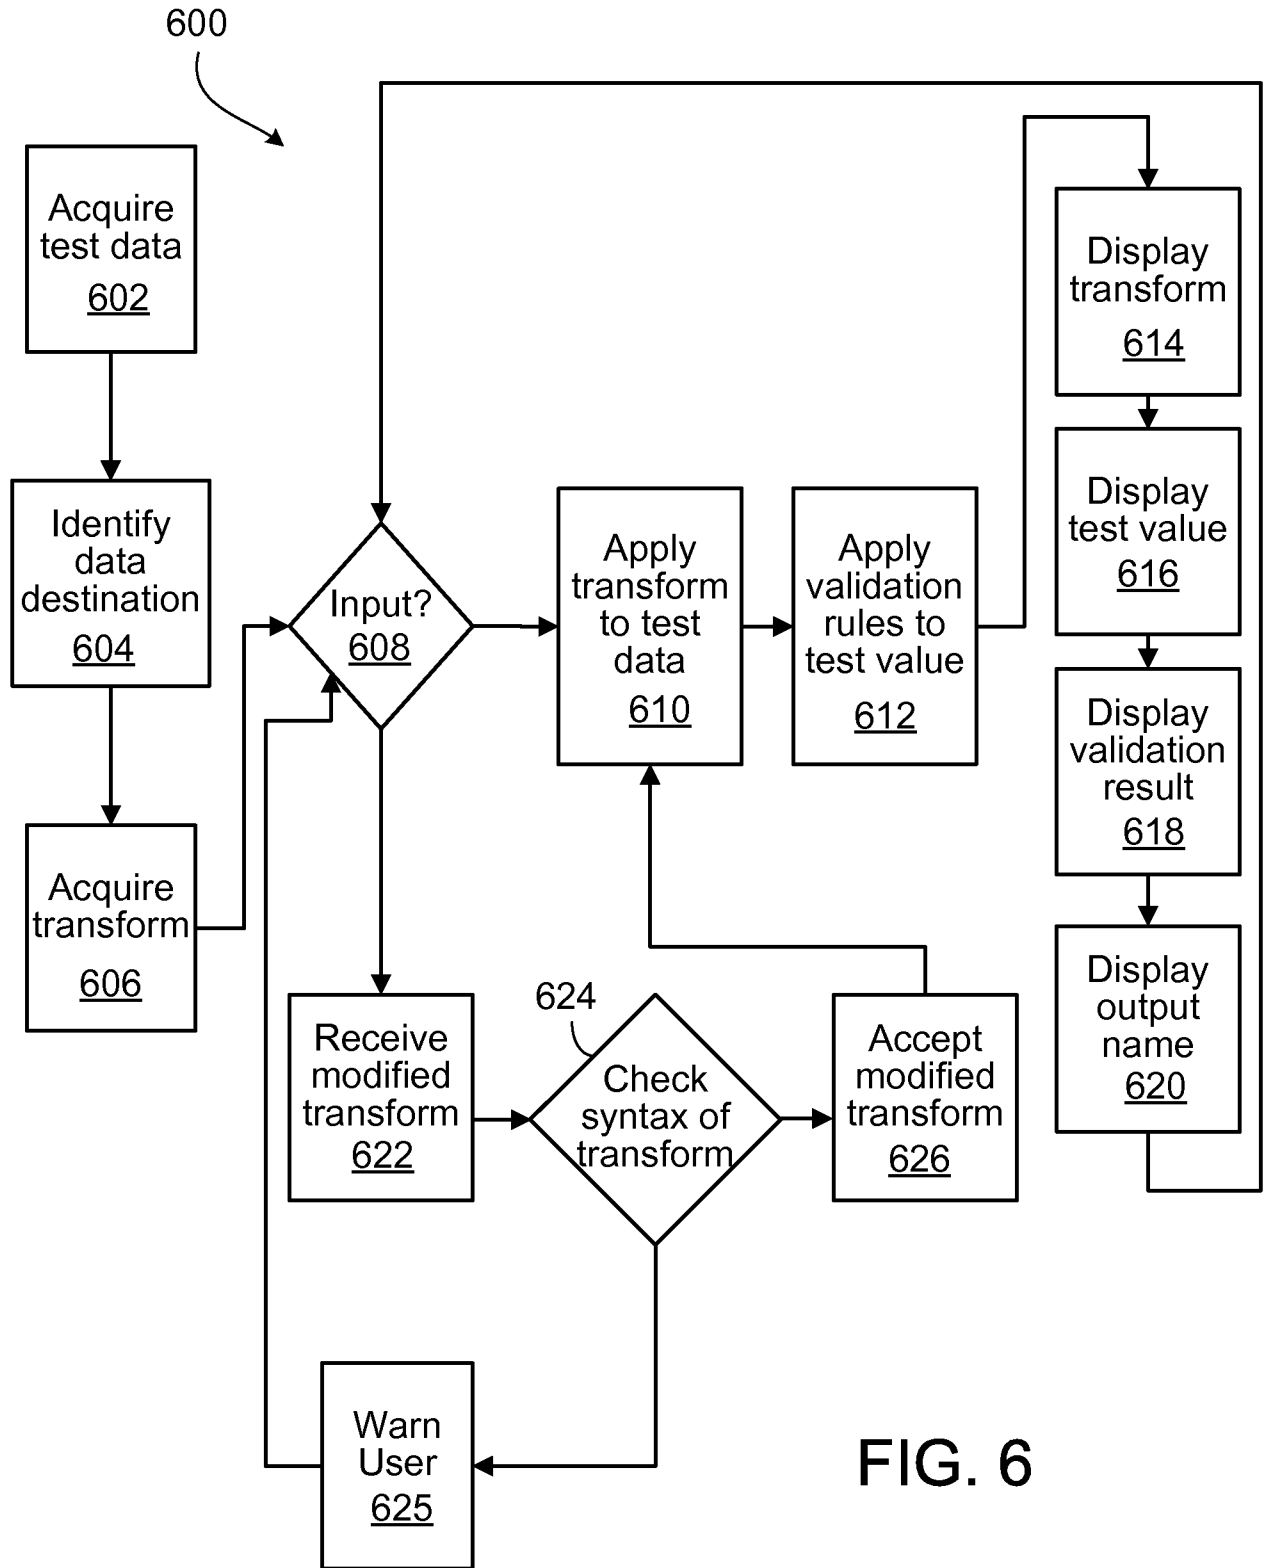 600
Acquire
test data
602
Identify
data
destination
604
Acquire
transform
606
Input?
608
Apply
transform
to test
data
610
Apply
validation
rules to
test value
612
Display
transform
614
Display
test value
616
Display
validation
result
618
Display
output
name
620
Receive
modified
transform
622
624
Check
syntax of
transform
Accept
modified
transform
626
Warn
User
625
FIG. 6